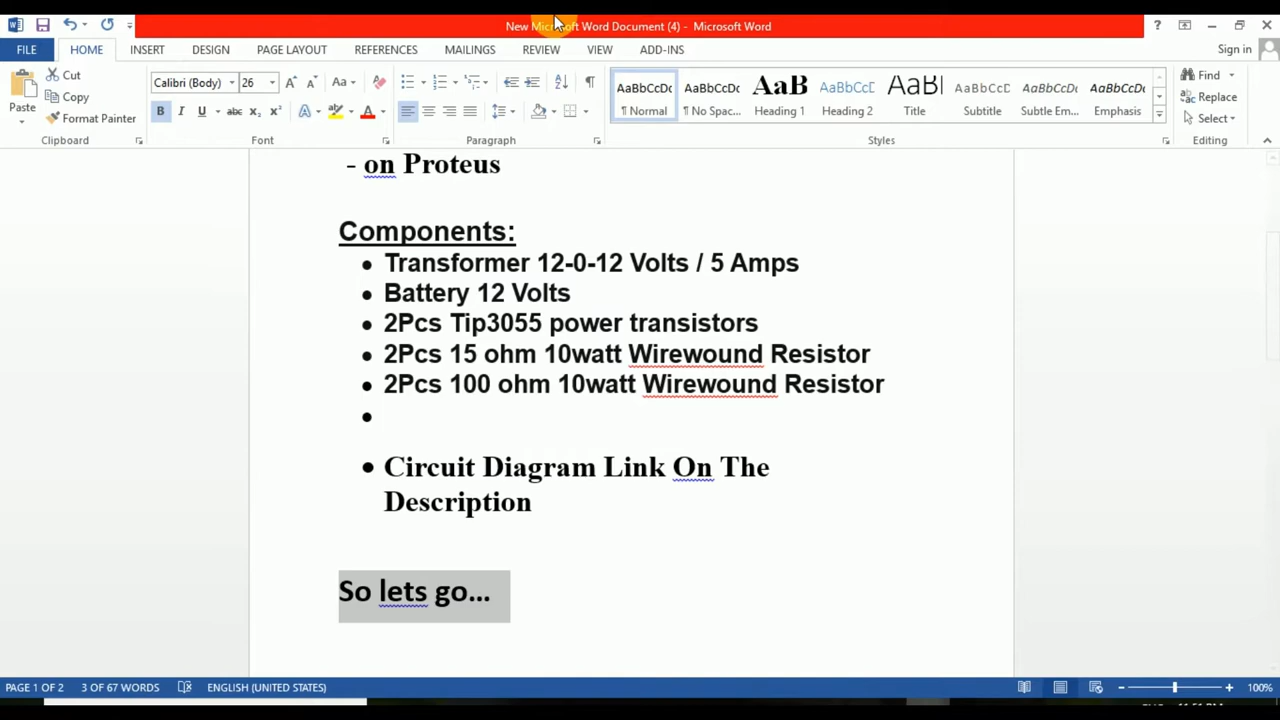 New Microsoft Word Document (4) - Microsoft Word
FILE HOME INSERT DESIGN PAGE LAYOUT REFERENCES MAILINGS REVIEW VIEW ADD-INS Sign in
Paste
Cut
Copy
Format Painter
Calibri (Body) 26
AaBbCcDc AaBbCcDc AaB AaBbCcD AaBb AaBbCcD AaBbCcDc AaBbCcDc
¶ Normal ¶ No Spac... Heading 1 Heading 2 Title Subtitle Subtle Em... Emphasis
Find
Replace
Select
Clipboard Font Paragraph Styles Editing
- on Proteus
Components:
• Transformer 12-0-12 Volts / 5 Amps
• Battery 12 Volts
• 2Pcs Tip3055 power transistors
• 2Pcs 15 ohm 10watt Wirewound Resistor
• 2Pcs 100 ohm 10watt Wirewound Resistor
•
• Circuit Diagram Link On The
Description
So lets go...
PAGE 1 OF 2 3 OF 67 WORDS ENGLISH (UNITED STATES) 100%